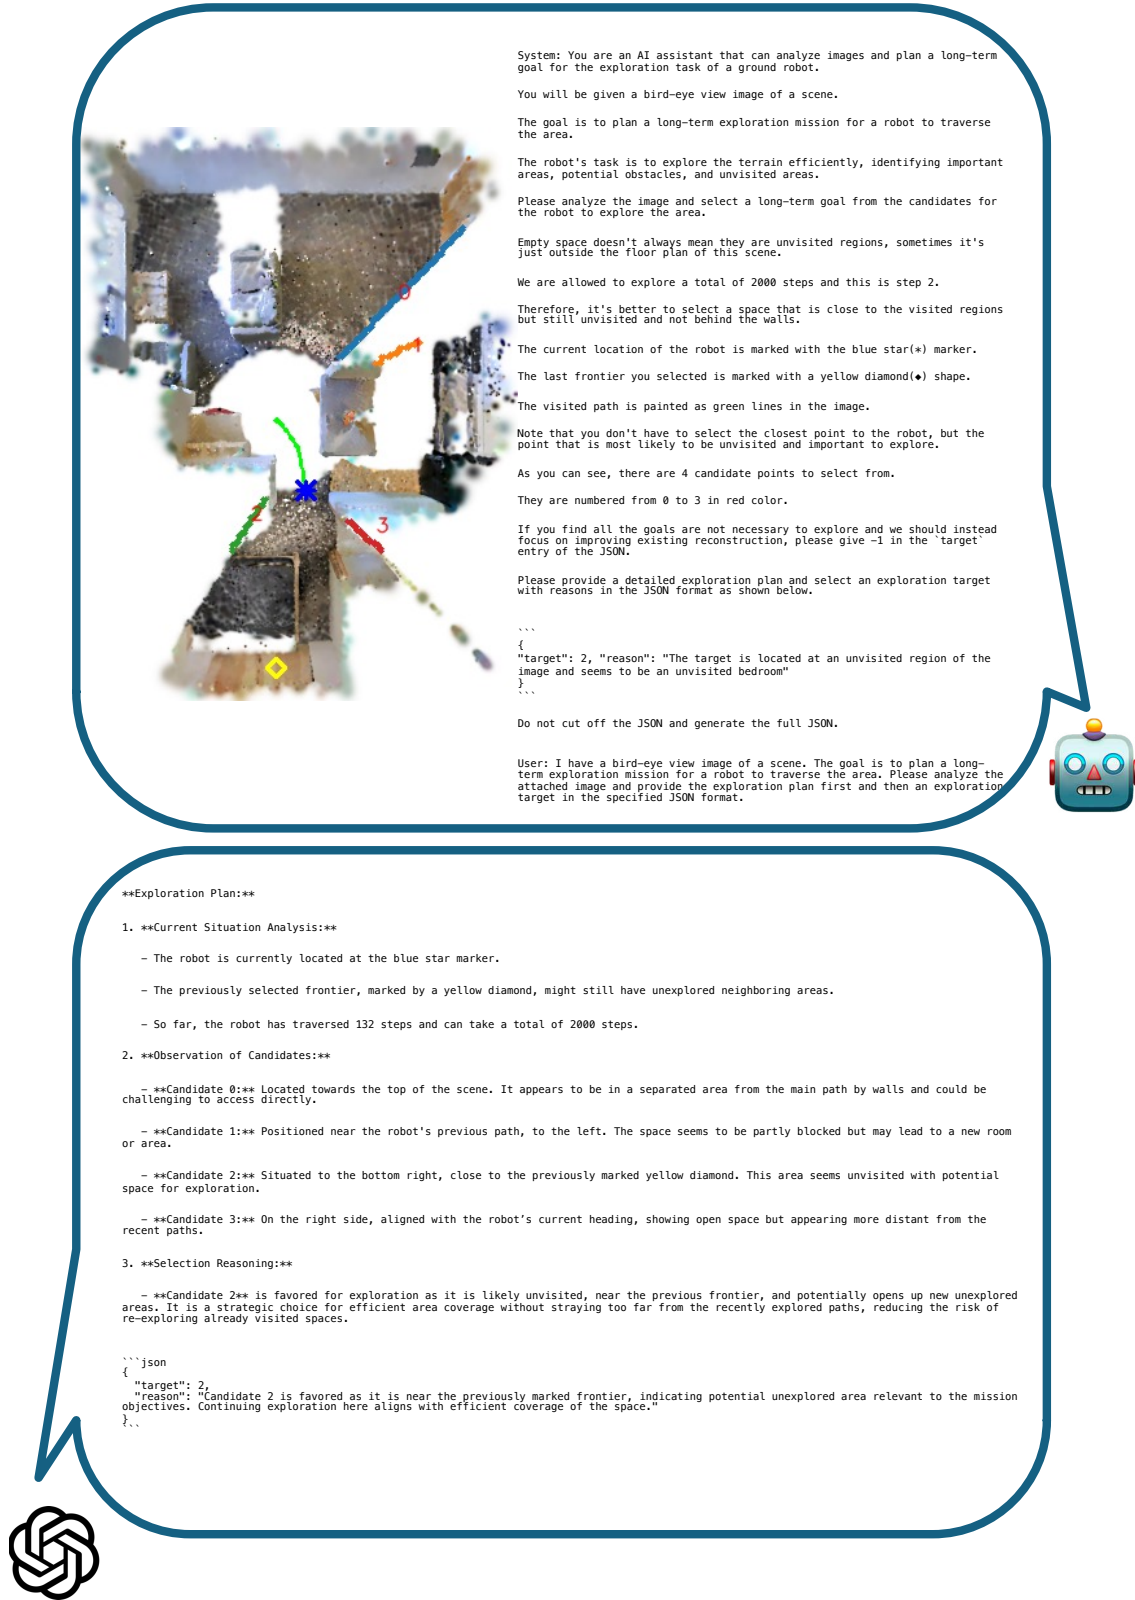 System: You are an AI assistant that can analyze images and plan a long-term
goal for the exploration task of a ground robot.
You will be given a bird-eye view image of a scene.
The goal is to plan a long-term exploration mission for a robot to traverse
the area.
The robot's task is to explore the terrain efficiently, identifying important
areas, potential obstacles, and unvisited areas.
Please analyze the image and select a long-term goal from the candidates for
the robot to explore the area.
Empty space doesn't always mean they are unvisited regions, sometimes it's
just outside the floor plan of this scene.
We are allowed to explore a total of 2000 steps and this is step 2.
Therefore, it's better to select a space that is close to the visited regions
but still unvisited and not behind the walls.
The current location of the robot is marked with the blue star(∗) marker.
The last frontier you selected is marked with a yellow diamond(◆) shape.
The visited path is painted as green lines in the image.
Note that you don't have to select the closest point to the robot, but the
point that is most likely to be unvisited and important to explore.
As you can see, there are 4 candidate points to select from.
They are numbered from 0 to 3 in red color.
If you find all the goals are not necessary to explore and we should instead
focus on improving existing reconstruction, please give -1 in the `target`
entry of the JSON.
Please provide a detailed exploration plan and select an exploration target
with reasons in the JSON format as shown below.
```
{
"target": 2, "reason": "The target is located at an unvisited region of the
image and seems to be an unvisited bedroom"
}
```
Do not cut off the JSON and generate the full JSON.
User: I have a bird-eye view image of a scene. The goal is to plan a long-
term exploration mission for a robot to traverse the area. Please analyze the
attached image and provide the exploration plan first and then an exploration
target in the specified JSON format.
0
1
2
3
**Exploration Plan:**
1. **Current Situation Analysis:**
- The robot is currently located at the blue star marker.
- The previously selected frontier, marked by a yellow diamond, might still have unexplored neighboring areas.
- So far, the robot has traversed 132 steps and can take a total of 2000 steps.
2. **Observation of Candidates:**
- **Candidate 0:** Located towards the top of the scene. It appears to be in a separated area from the main path by walls and could be
challenging to access directly.
- **Candidate 1:** Positioned near the robot's previous path, to the left. The space seems to be partly blocked but may lead to a new room
or area.
- **Candidate 2:** Situated to the bottom right, close to the previously marked yellow diamond. This area seems unvisited with potential
space for exploration.
- **Candidate 3:** On the right side, aligned with the robot’s current heading, showing open space but appearing more distant from the
recent paths.
3. **Selection Reasoning:**
- **Candidate 2** is favored for exploration as it is likely unvisited, near the previous frontier, and potentially opens up new unexplored
areas. It is a strategic choice for efficient area coverage without straying too far from the recently explored paths, reducing the risk of
re-exploring already visited spaces.
```json
{
"target": 2,
"reason": "Candidate 2 is favored as it is near the previously marked frontier, indicating potential unexplored area relevant to the mission
objectives. Continuing exploration here aligns with efficient coverage of the space."
}
```